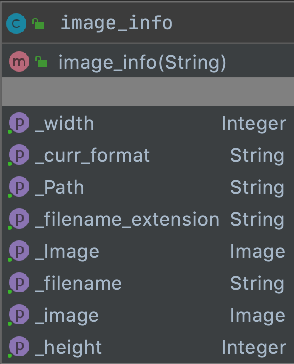 C image_info
m image_info(String)
p _width Integer
p _curr_format String
p _Path String
p _filename_extension String
p _Image Image
p _filename String
p _image Image
p _height Integer